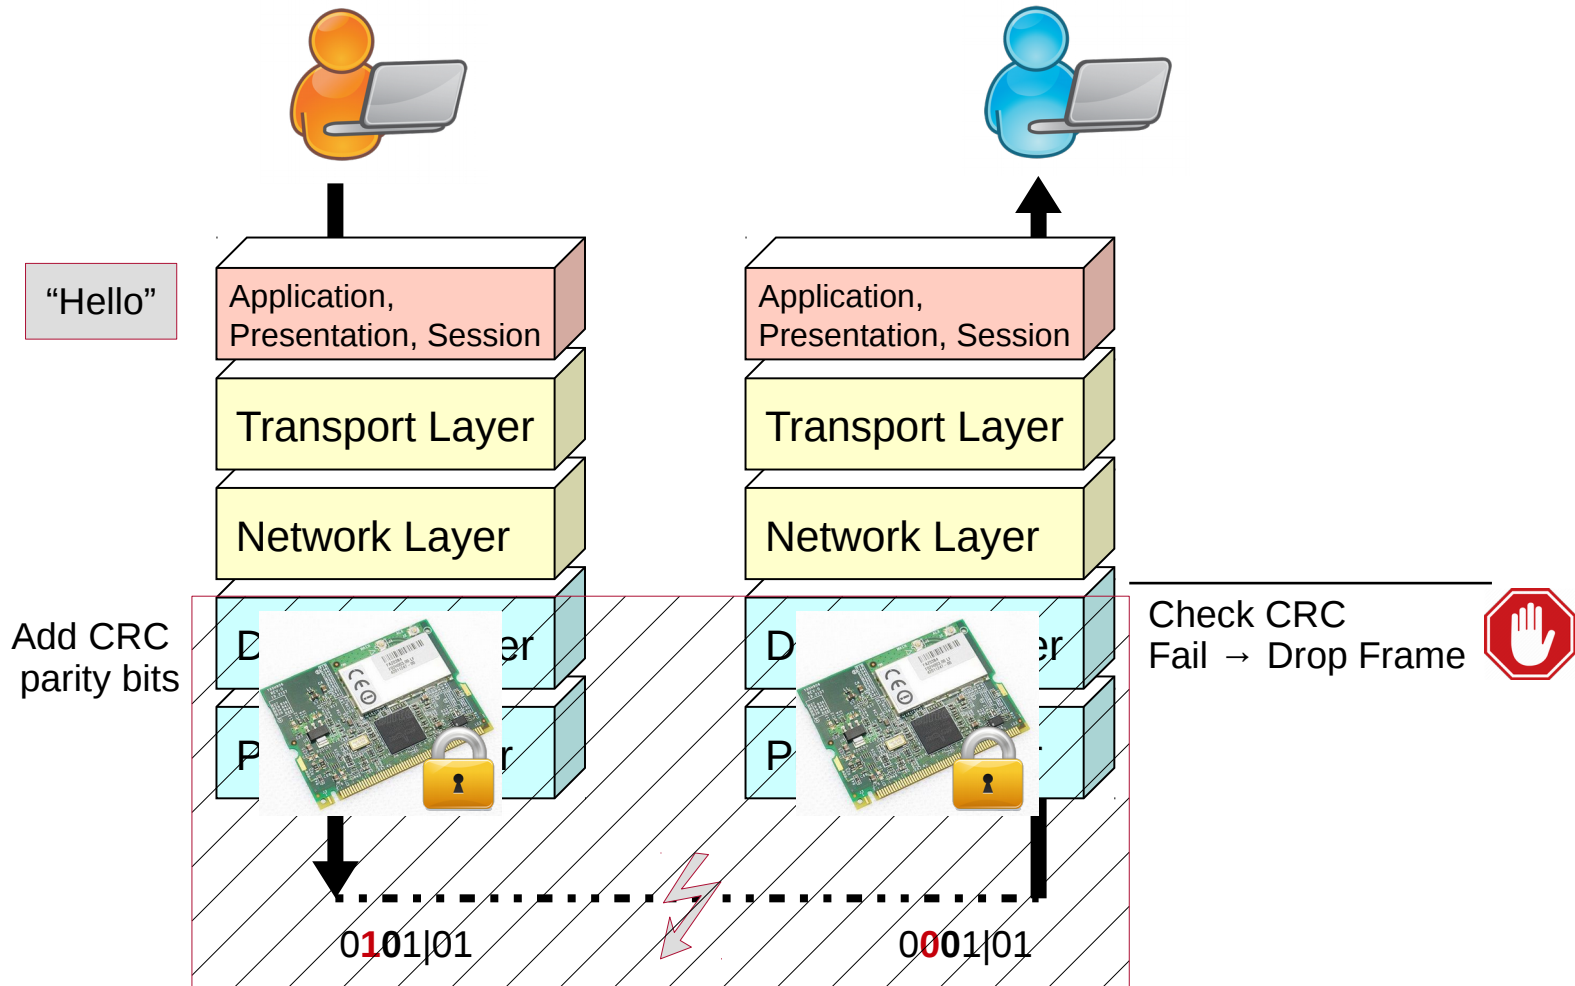 “Hello”
Application,
Presentation, Session
Transport Layer
Network Layer
Add CRC
parity bits
Application,
Presentation, Session
Transport Layer
Network Layer
Check CRC
Fail → Drop Frame
0101|01
0001|01